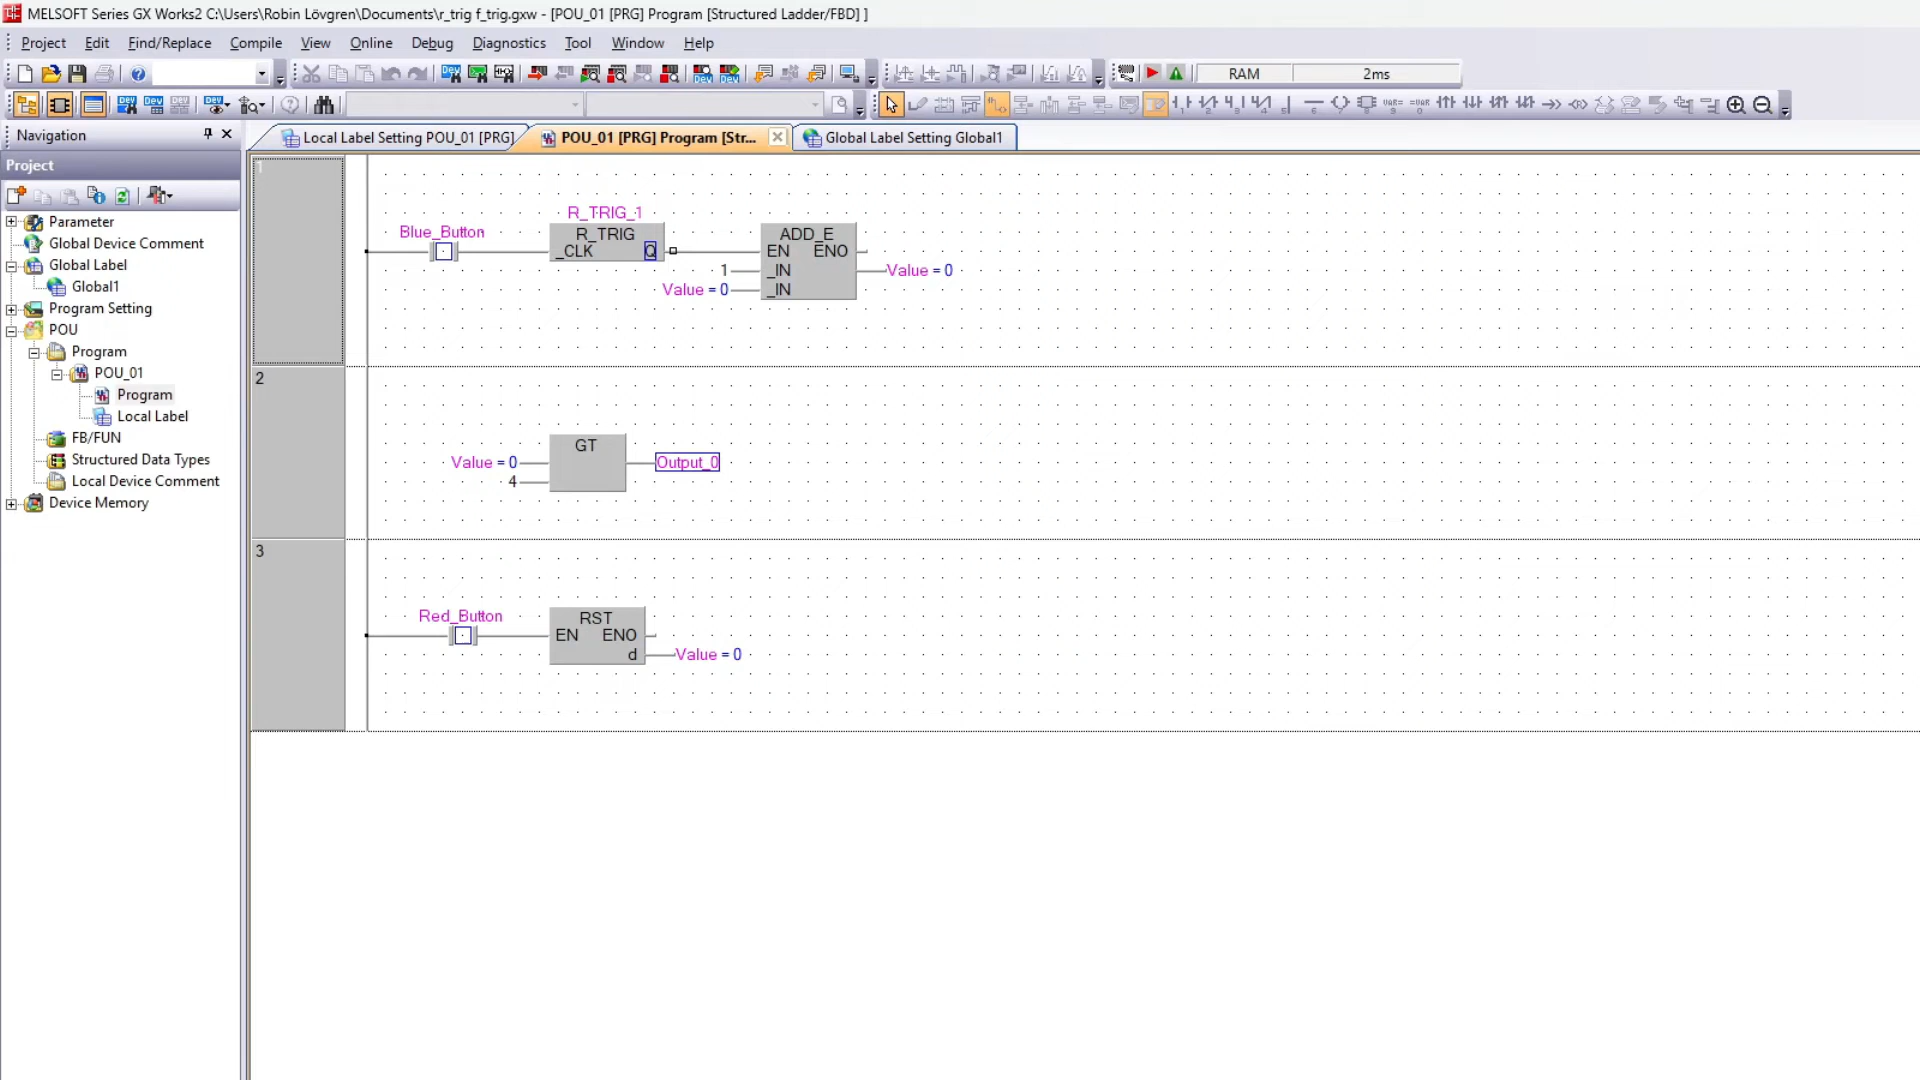 MELSOFT Series GX Works2 C:\Users\Robin Lövgren\Documents\r_trig f_trig.gxw - [POU_01 [PRG] Program [Structured Ladder/FBD] ]
Project Edit Find/Replace Compile View Online Debug Diagnostics Tool Window Help
RAM 2ms
Navigation
Local Label Setting POU_01 [PRG]
POU_01 [PRG] Program [Str...
Global Label Setting Global1
Project
Parameter
Global Device Comment
Global Label
Global1
Program Setting
POU
Program
POU_01
Program
Local Label
FB/FUN
Structured Data Types
Local Device Comment
Device Memory
1
R_TRIG_1
Blue_Button
R_TRIG
_CLK Q
ADD_E
EN ENO
1 _IN
Value = 0
Value = 0 _IN
2
GT
Value = 0
Output_0
4
3
Red_Button
RST
EN ENO
d
Value = 0